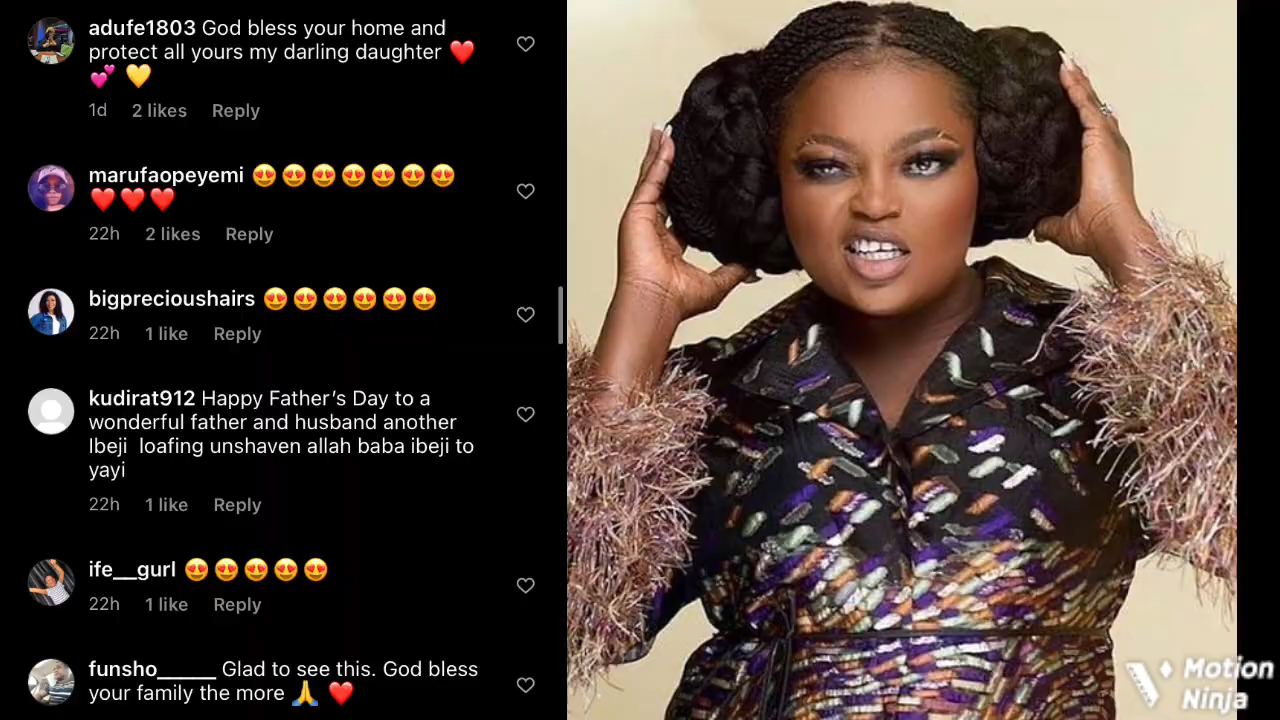 adufe1803 God bless your home and
protect all yours my darling daughter ❤️
💕 💛
1d 2 likes Reply
marufaopeyemi 😍😍😍😍😍😍😍
❤️❤️❤️
22h 2 likes Reply
bigprecioushairs 😍😍😍😍😍😍
22h 1 like Reply
kudirat912 Happy Father’s Day to a
wonderful father and husband another
Ibeji loafing unshaven allah baba ibeji to
yayi
22h 1 like Reply
ife__gurl 😍😍😍😍😍
22h 1 like Reply
funsho______ Glad to see this. God bless
your family the more 🙏 ❤️
Motion
Ninja